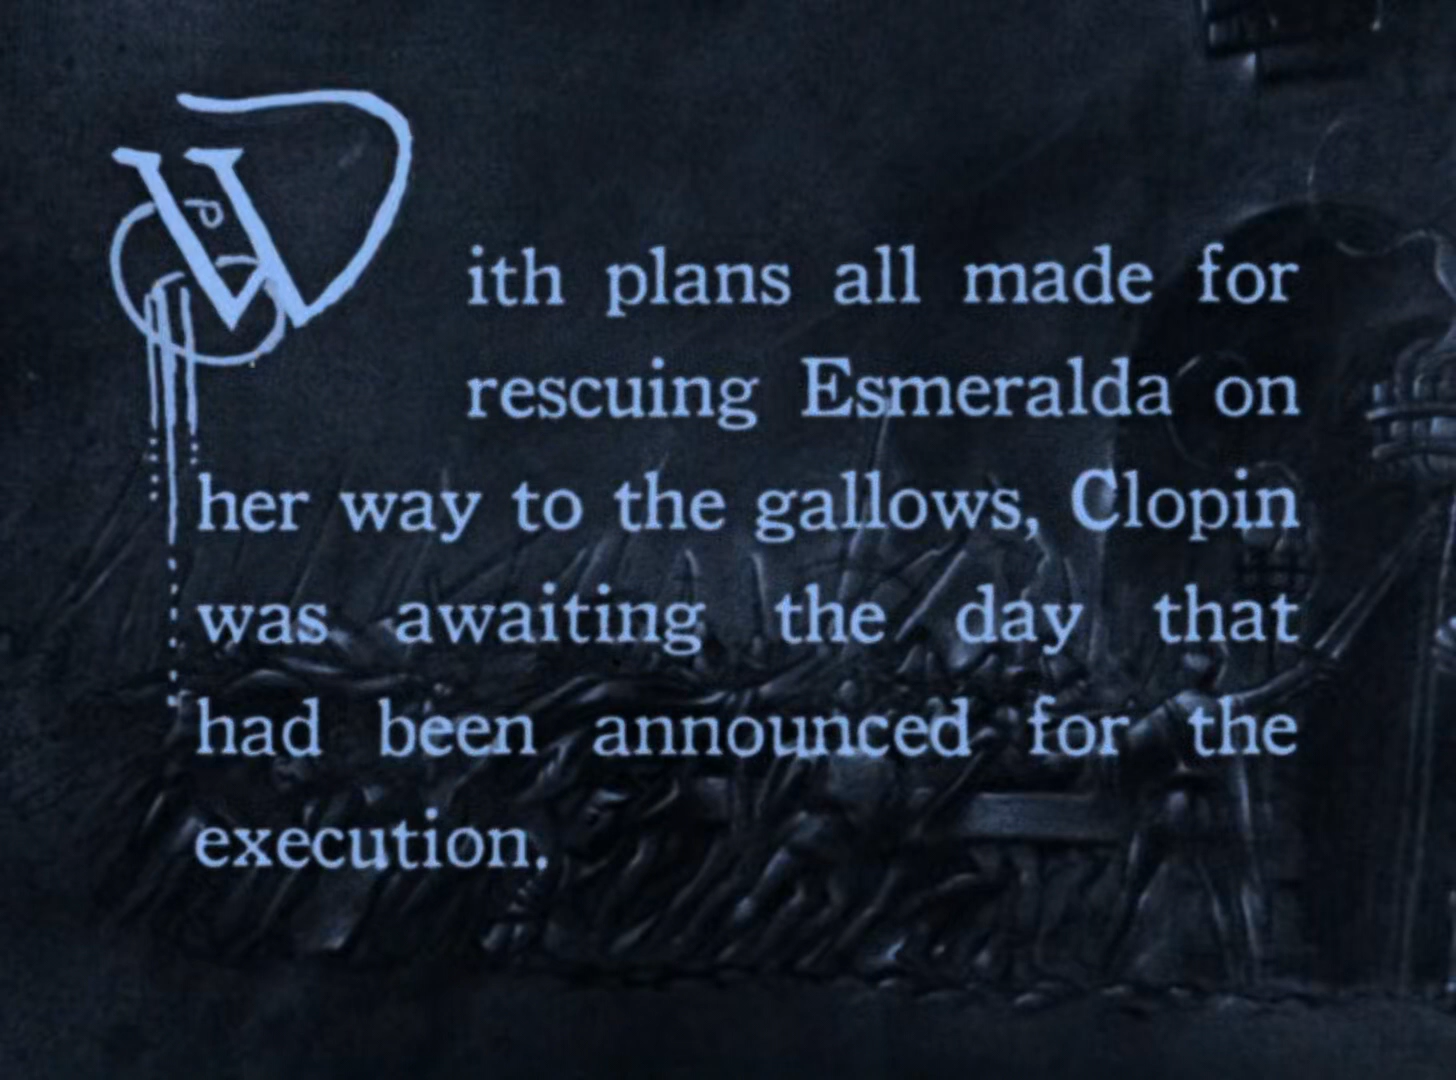 With plans all made for
rescuing Esmeralda on
her way to the gallows, Clopin
was awaiting the day that
had been announced for the
execution.